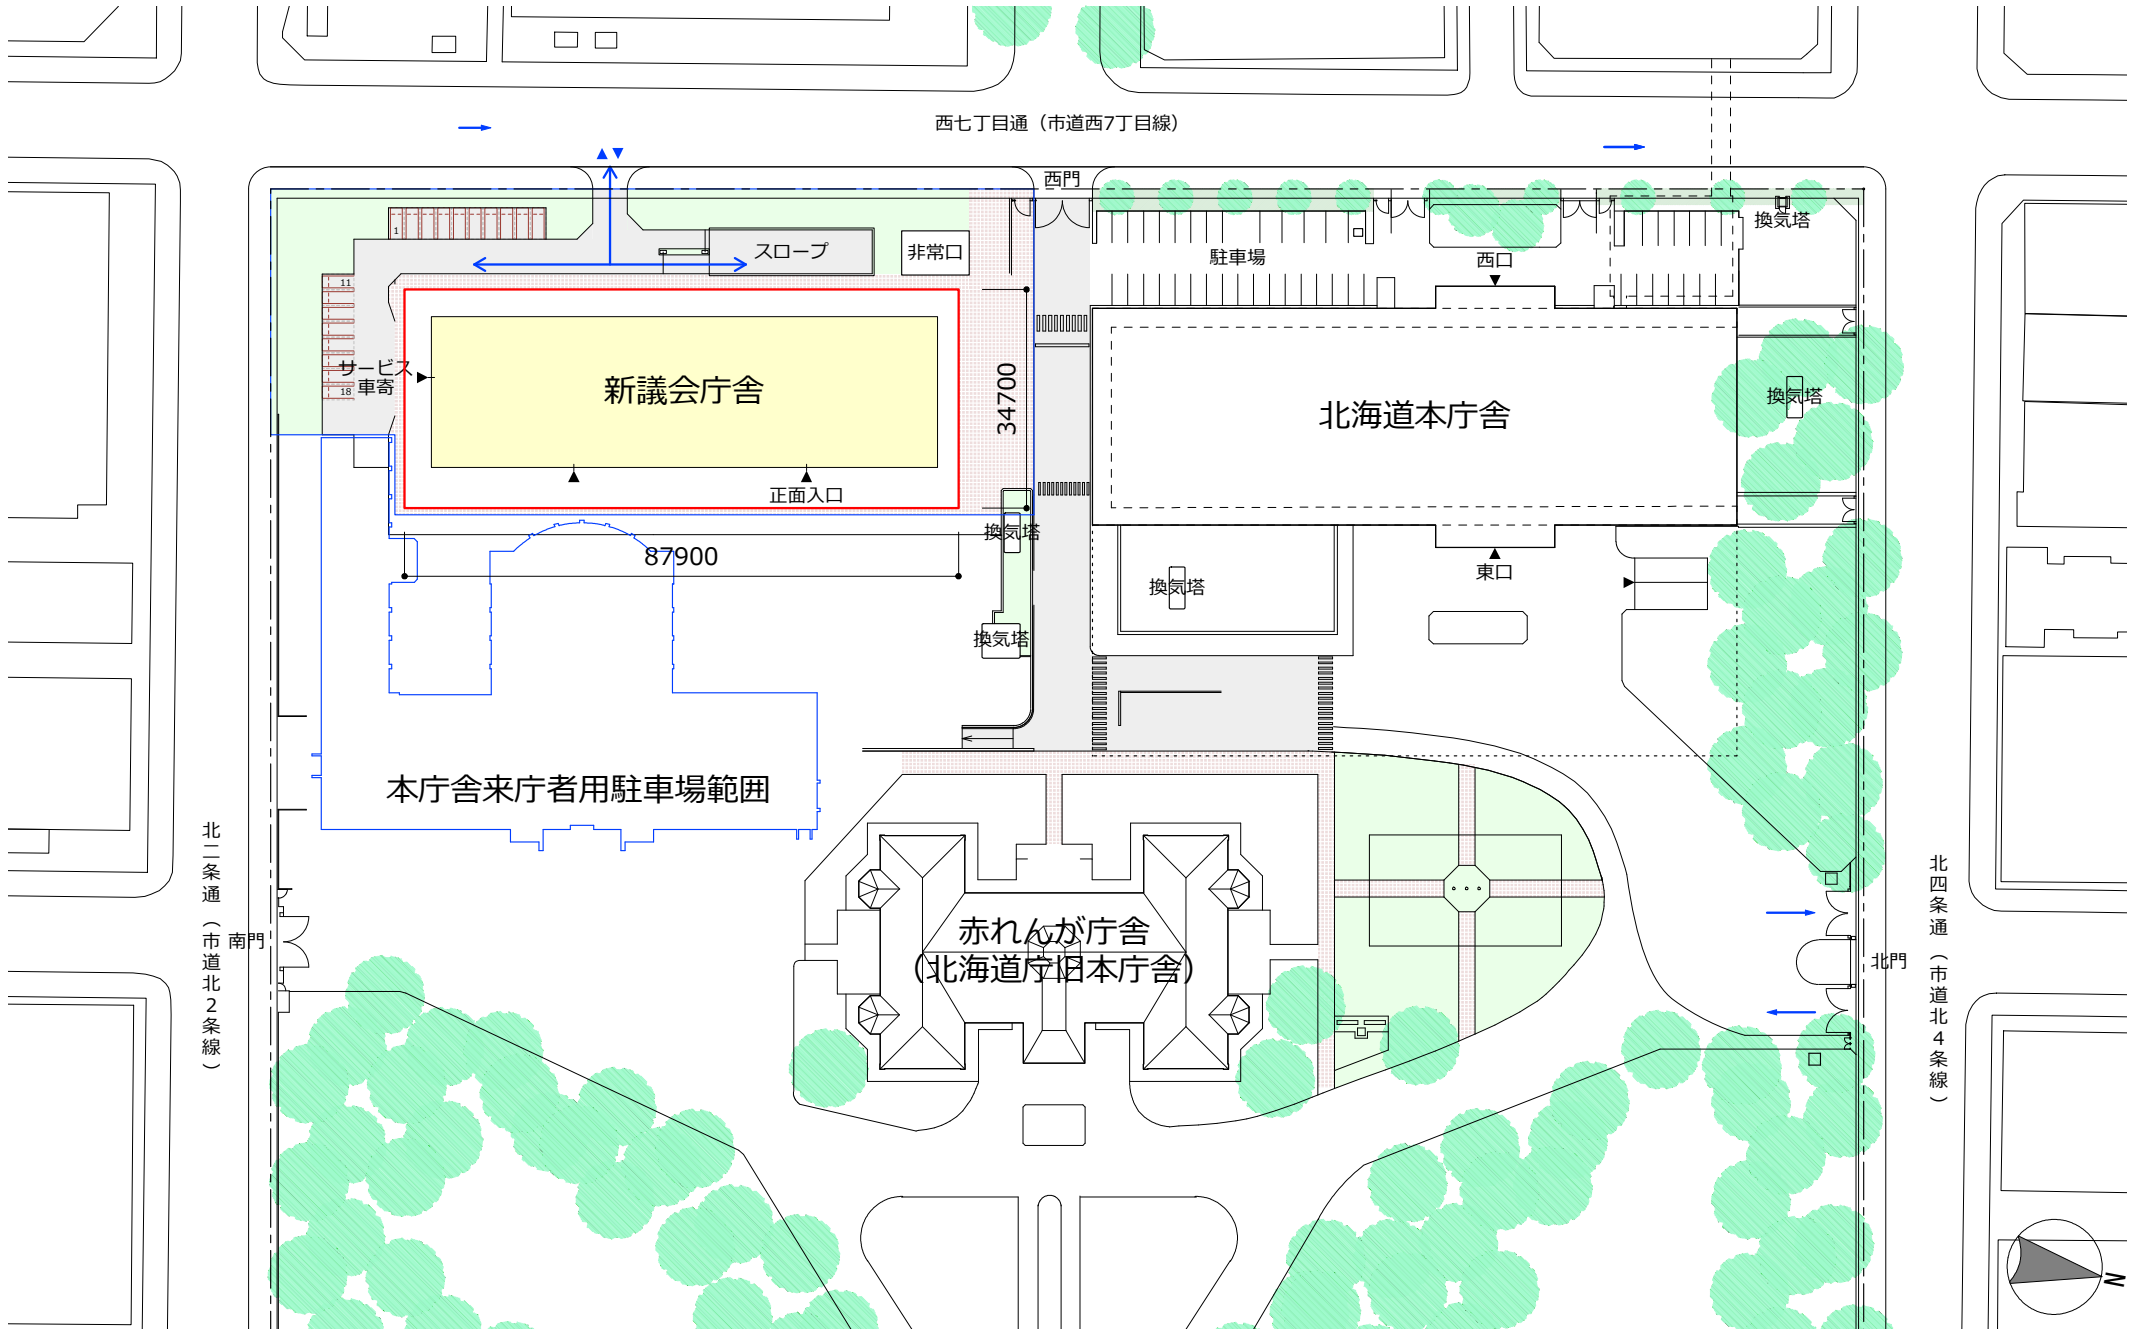 西七丁目通（市道西7丁目線）
西門
換気塔
1
スロープ
非常口
駐車場
西口
11
サービス
車寄
18
新議会庁舎
34700
北海道本庁舎
換気塔
正面入口
換気塔
87900
東口
換気塔
換気塔
本庁舎来庁者用駐車場範囲
北二条通（市道北2条線）
南門
赤れんが庁舎
(北海道庁旧本庁舎)
北四条通（市道北4条線）
北門
N